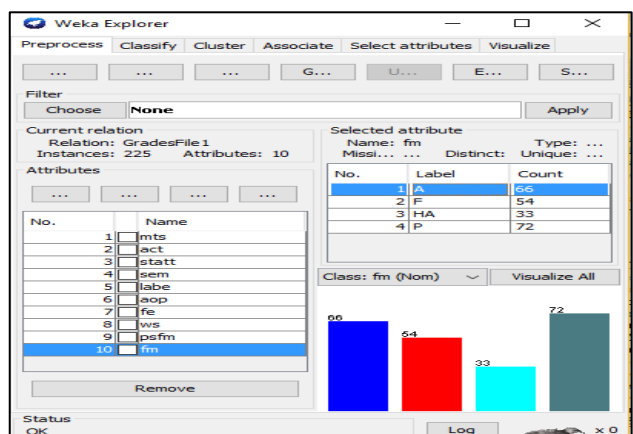 Weka Explorer
Preprocess Classify Cluster Associate Select attributes Visualize
... ... ... G... U... E... S...
Filter
Choose None Apply
Current relation
Relation: GradesFile1
Instances: 225 Attributes: 10
Attributes
... ... ... ...
No. Name
1 mts
2 act
3 statt
4 sem
5 labe
6 aop
7 fe
8 ws
9 psfm
10 fm
Remove
Selected attribute
Name: fm Type: ...
Missi... ... Distinct: Unique: ...
No. Label Count
1 A 66
2 F 54
3 HA 33
4 P 72
Class: fm (Nom) Visualize All
66 54 33 72
Status
OK Log x 0